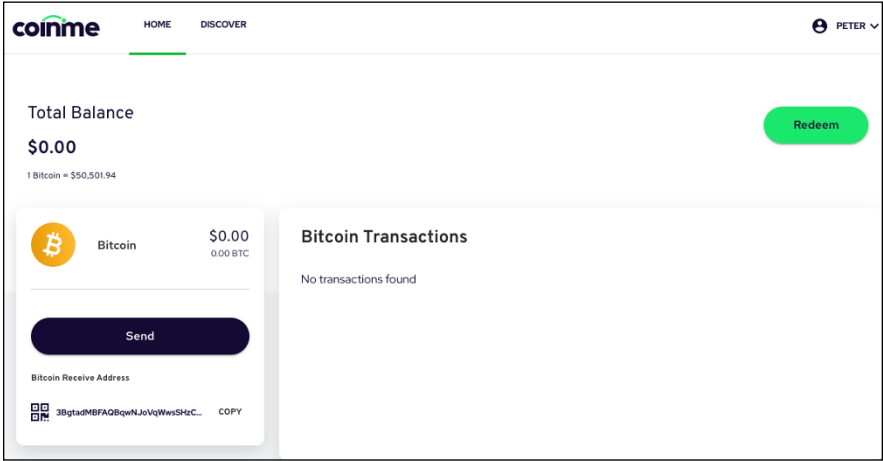 coinme
HOME
DISCOVER
PETER
Total Balance
$0.00
1 Bitcoin = $50,501.94
Redeem
Bitcoin
$0.00
0.00 BTC
Send
Bitcoin Receive Address
3BgtadMBFAQBqwNJoVqWwsSHzC...
COPY
Bitcoin Transactions
No transactions found